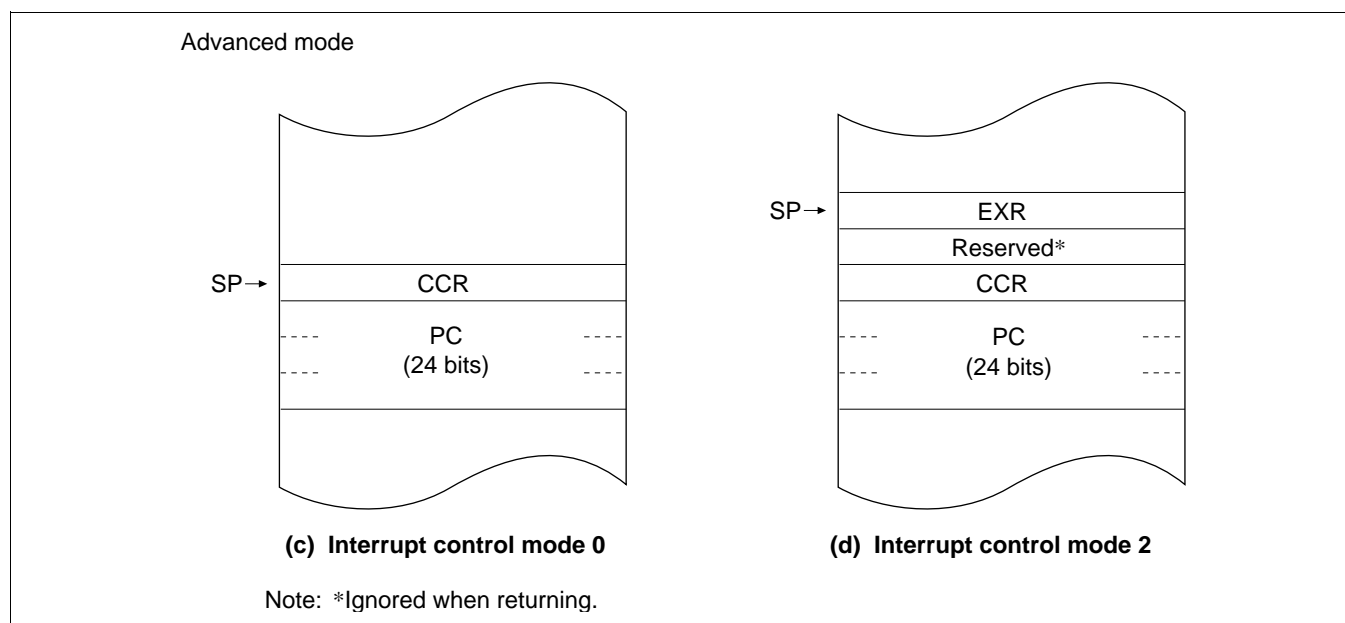 Advanced mode
SP→
CCR
PC
(24 bits)
(c) Interrupt control mode 0
SP→
EXR
Reserved*
CCR
PC
(24 bits)
(d) Interrupt control mode 2
Note: *Ignored when returning.